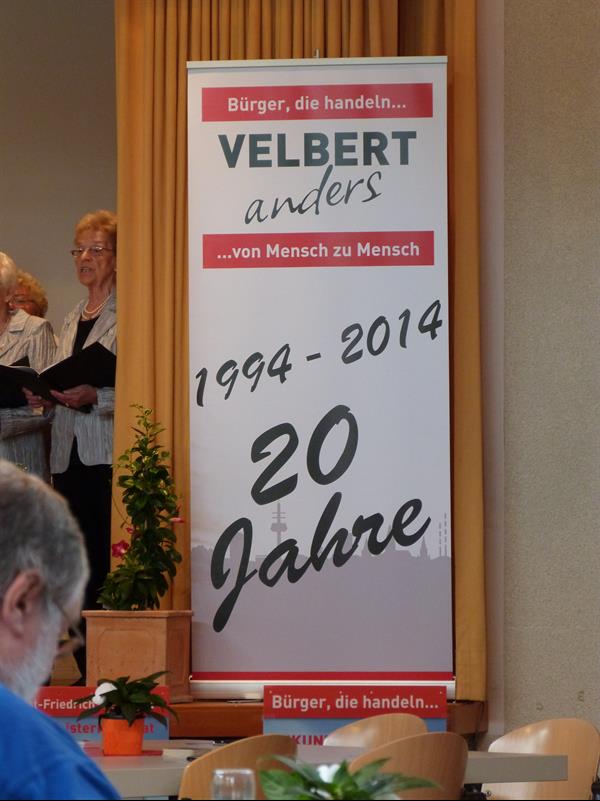 Bürger, die handeln...
VELBERT
anders
...von Mensch zu Mensch
1994 - 2014
20
Jahre
Bürger, die handeln...